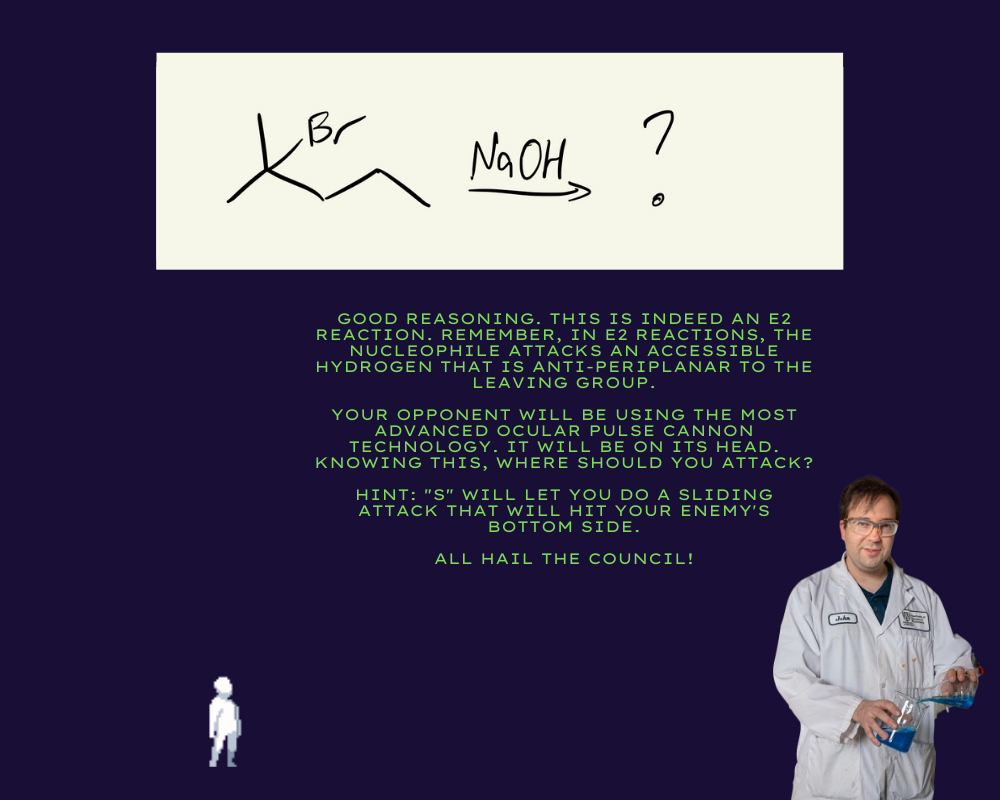 Br
NaOH
?
GOOD REASONING. THIS IS INDEED AN E2
REACTION. REMEMBER, IN E2 REACTIONS, THE
NUCLEOPHILE ATTACKS AN ACCESSIBLE
HYDROGEN THAT IS ANTI-PERIPLANAR TO THE
LEAVING GROUP.
YOUR OPPONENT WILL BE USING THE MOST
ADVANCED OCULAR PULSE CANNON
TECHNOLOGY. IT WILL BE ON ITS HEAD.
KNOWING THIS, WHERE SHOULD YOU ATTACK?
HINT: "S" WILL LET YOU DO A SLIDING
ATTACK THAT WILL HIT YOUR ENEMY'S
BOTTOM SIDE.
ALL HAIL THE COUNCIL!
John